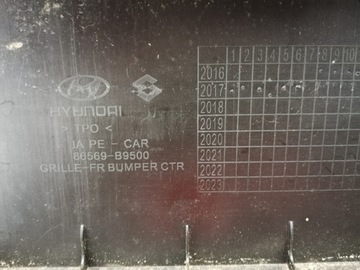 1 2 3 4 5 6 7 8 9 10
2016
2017
2018
2019
2020
2021
2022
2023
HYUNDAI
> TPO <
IA PE - CAR
86569-B9500
GRILLE-FR BUMPER CTR